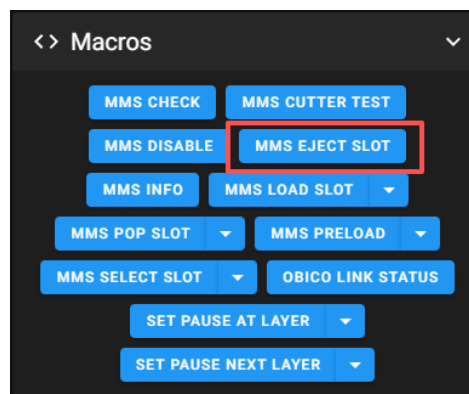 <> Macros
MMS CHECK MMS CUTTER TEST
MMS DISABLE MMS EJECT SLOT
MMS INFO MMS LOAD SLOT
MMS POP SLOT MMS PRELOAD
MMS SELECT SLOT OBICO LINK STATUS
SET PAUSE AT LAYER
SET PAUSE NEXT LAYER